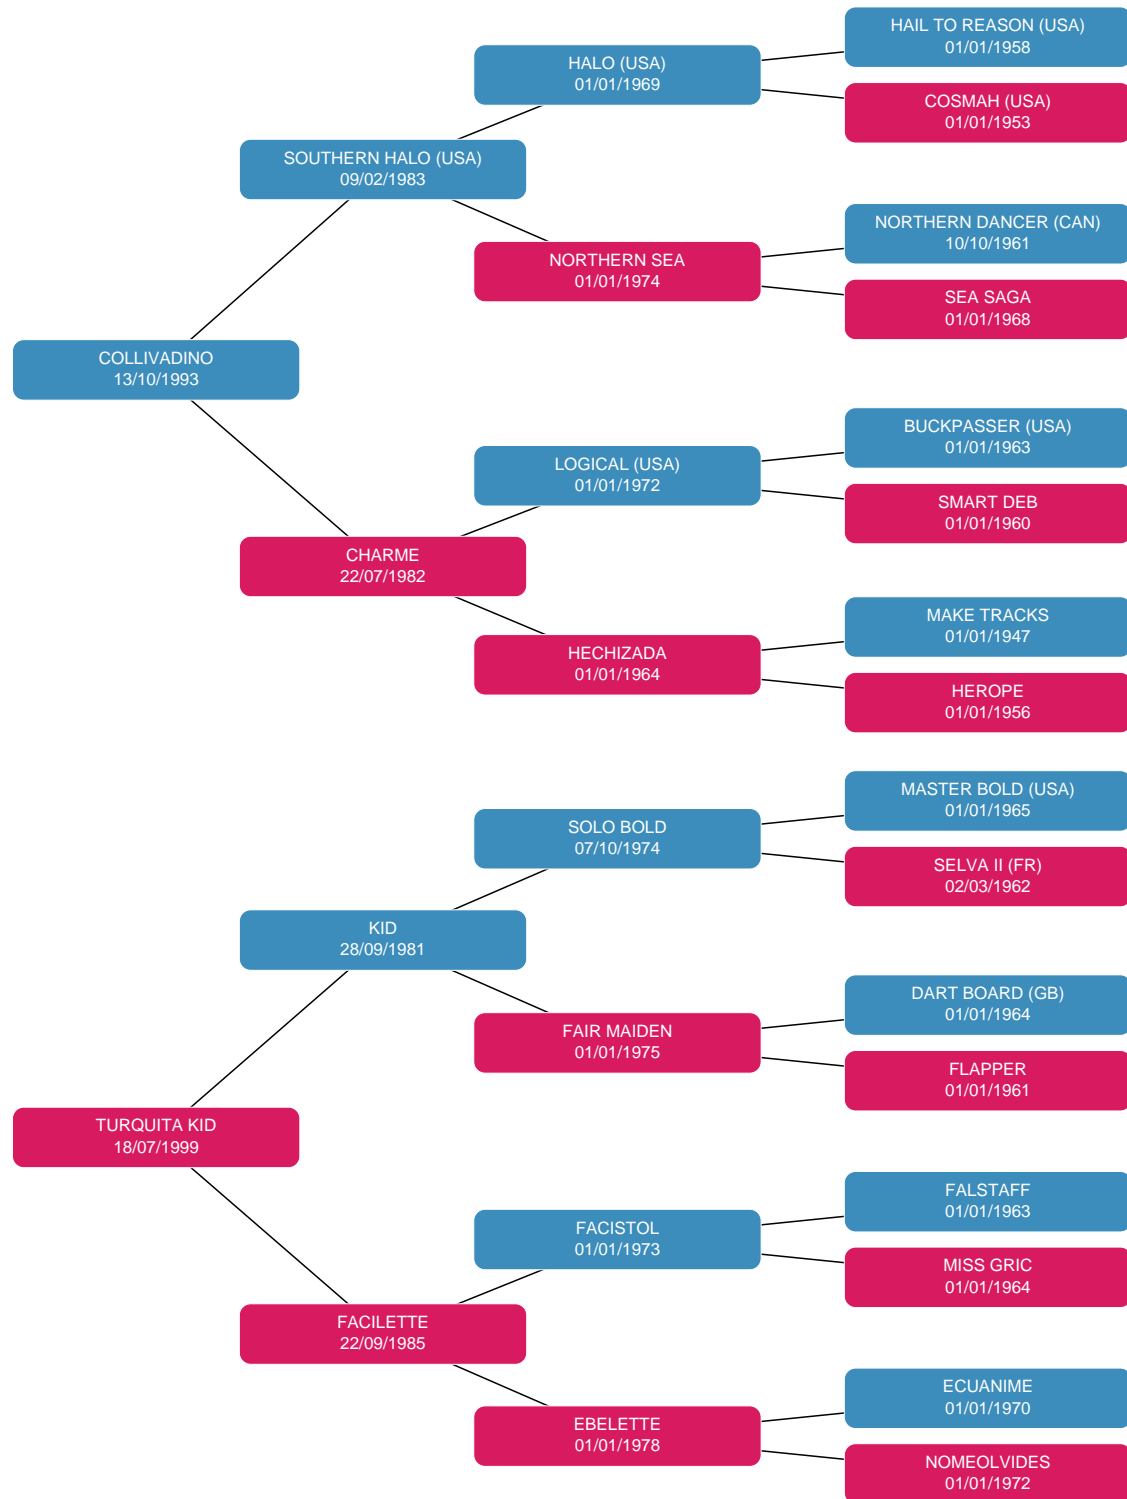 HAIL TO REASON (USA)
01/01/1958
HALO (USA)
01/01/1969
COSMAH (USA)
01/01/1953
SOUTHERN HALO (USA)
09/02/1983
NORTHERN DANCER (CAN)
10/10/1961
NORTHERN SEA
01/01/1974
SEA SAGA
01/01/1968
COLLIVADINO
13/10/1993
BUCKPASSER (USA)
01/01/1963
LOGICAL (USA)
01/01/1972
SMART DEB
01/01/1960
CHARME
22/07/1982
MAKE TRACKS
01/01/1947
HECHIZADA
01/01/1964
HEROPE
01/01/1956
MASTER BOLD (USA)
01/01/1965
SOLO BOLD
07/10/1974
SELVA II (FR)
02/03/1962
KID
28/09/1981
DART BOARD (GB)
01/01/1964
FAIR MAIDEN
01/01/1975
FLAPPER
01/01/1961
TURQUITA KID
18/07/1999
FALSTAFF
01/01/1963
FACISTOL
01/01/1973
MISS GRIC
01/01/1964
FACILETTE
22/09/1985
ECUANIME
01/01/1970
EBELETTE
01/01/1978
NOMEOLVIDES
01/01/1972